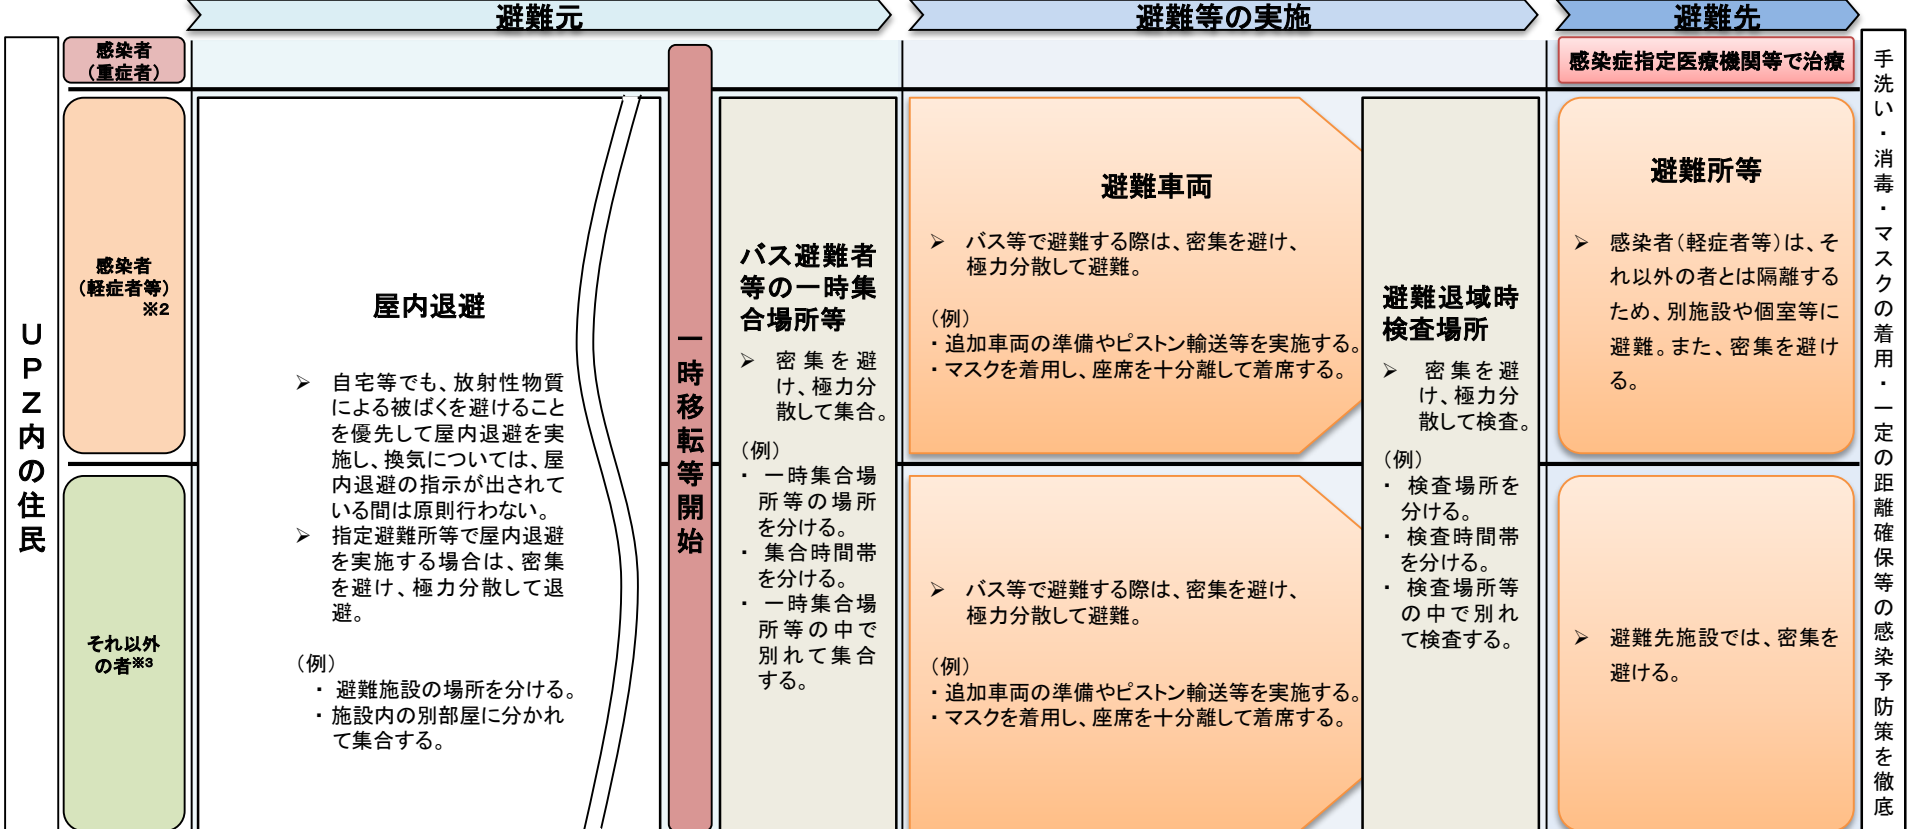 避難元
避難等の実施
避難先
UPZ内の住民
感染者
（重症者）
感染症指定医療機関等で治療
感染者
（軽症者等）
※2
それ以外
の者※3
屋内退避
➢ 自宅等でも、放射性物質
による被ばくを避けること
を優先して屋内退避を実
施し、換気については、屋
内退避の指示が出されて
いる間は原則行わない。
➢ 指定避難所等で屋内退避
を実施する場合は、密集
を避け、極力分散して退
避。
（例）
・ 避難施設の場所を分ける。
・施設内の別部屋に分かれ
て集合する。
一時移転等開始
バス避難者
等の一時集
合場所等
➢ 密集を避
け、極力分
散して集合。
（例）
・ 一時集合場
所等の場所
を分ける。
・ 集合時間帯
を分ける。
・ 一時集合場
所等の中で
別れて集合
する。
避難車両
➢ バス等で避難する際は、密集を避け、
極力分散して避難。
（例）
・追加車両の準備やピストン輸送等を実施する。
・マスクを着用し、座席を十分離して着席する。
➢ バス等で避難する際は、密集を避け、
極力分散して避難。
（例）
・追加車両の準備やピストン輸送等を実施する。
・マスクを着用し、座席を十分離して着席する。
避難退域時
検査場所
➢ 密集を避
け、極力分
散して検査。
（例）
・ 検査場所を
分ける。
・ 検査時間帯
を分ける。
・ 検査場所等
の中で別れ
て検査する。
避難所等
➢ 感染者（軽症者等）は、そ
れ以外の者とは隔離する
ため、別施設や個室等に
避難。また、密集を避け
る。
➢ 避難先施設では、密集を
避ける。
手洗い・消毒・マスクの着用・一定の距離確保等の感染予防策を徹底